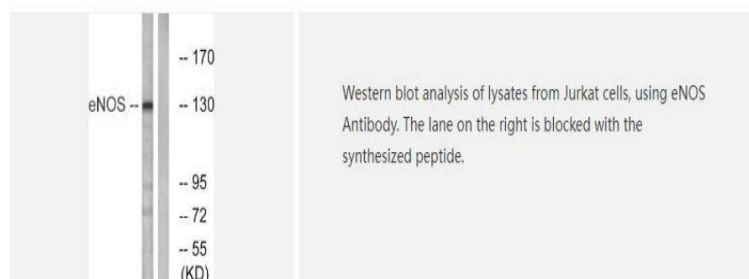 -- 170
eNOS -- -- 130
-- 95
-- 72
-- 55
(KD)
Western blot analysis of lysates from Jurkat cells, using eNOS
Antibody. The lane on the right is blocked with the
synthesized peptide.